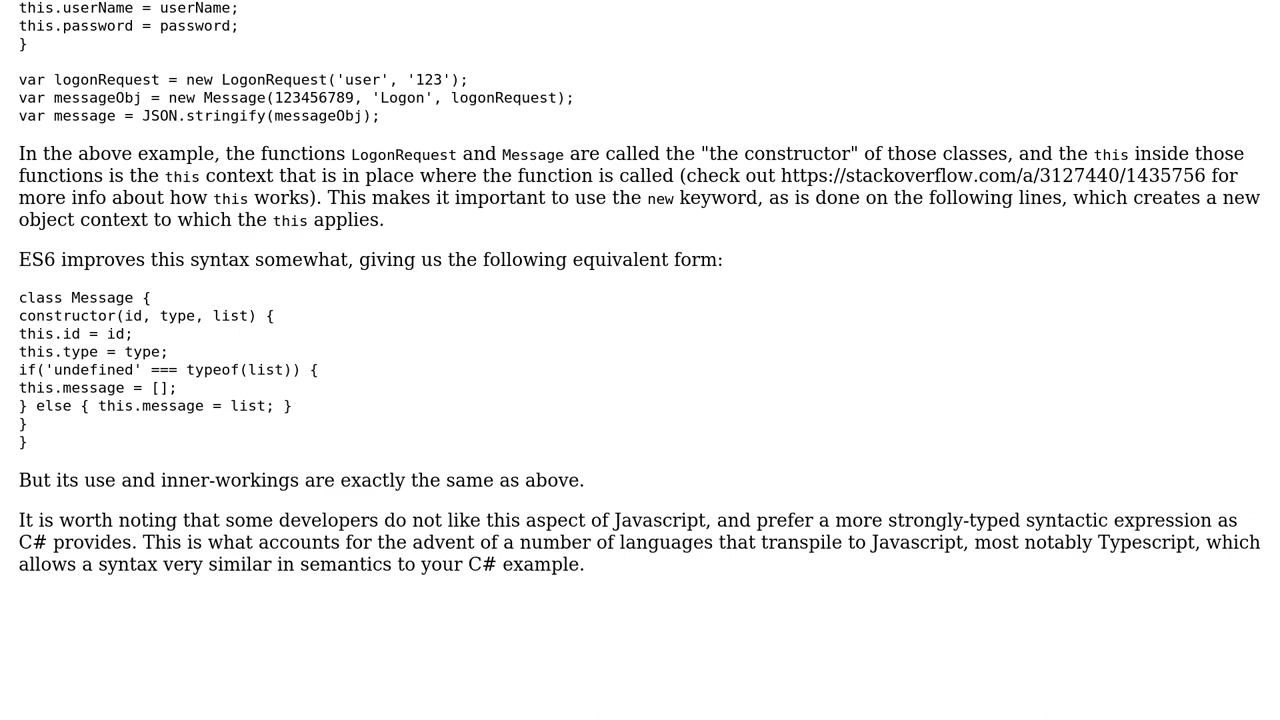 this.userName = userName;
this.password = password;
}
var logonRequest = new LogonRequest('user', '123');
var messageObj = new Message(123456789, 'Logon', logonRequest);
var message = JSON.stringify(messageObj);
In the above example, the functions LogonRequest and Message are called the "the constructor" of those classes, and the this inside those
functions is the this context that is in place where the function is called (check out https://stackoverflow.com/a/3127440/1435756 for
more info about how this works). This makes it important to use the new keyword, as is done on the following lines, which creates a new
object context to which the this applies.
ES6 improves this syntax somewhat, giving us the following equivalent form:
class Message {
constructor(id, type, list) {
this.id = id;
this.type = type;
if('undefined' === typeof(list)) {
this.message = [];
} else { this.message = list; }
}
}
But its use and inner-workings are exactly the same as above.
It is worth noting that some developers do not like this aspect of Javascript, and prefer a more strongly-typed syntactic expression as
C# provides. This is what accounts for the advent of a number of languages that transpile to Javascript, most notably Typescript, which
allows a syntax very similar in semantics to your C# example.